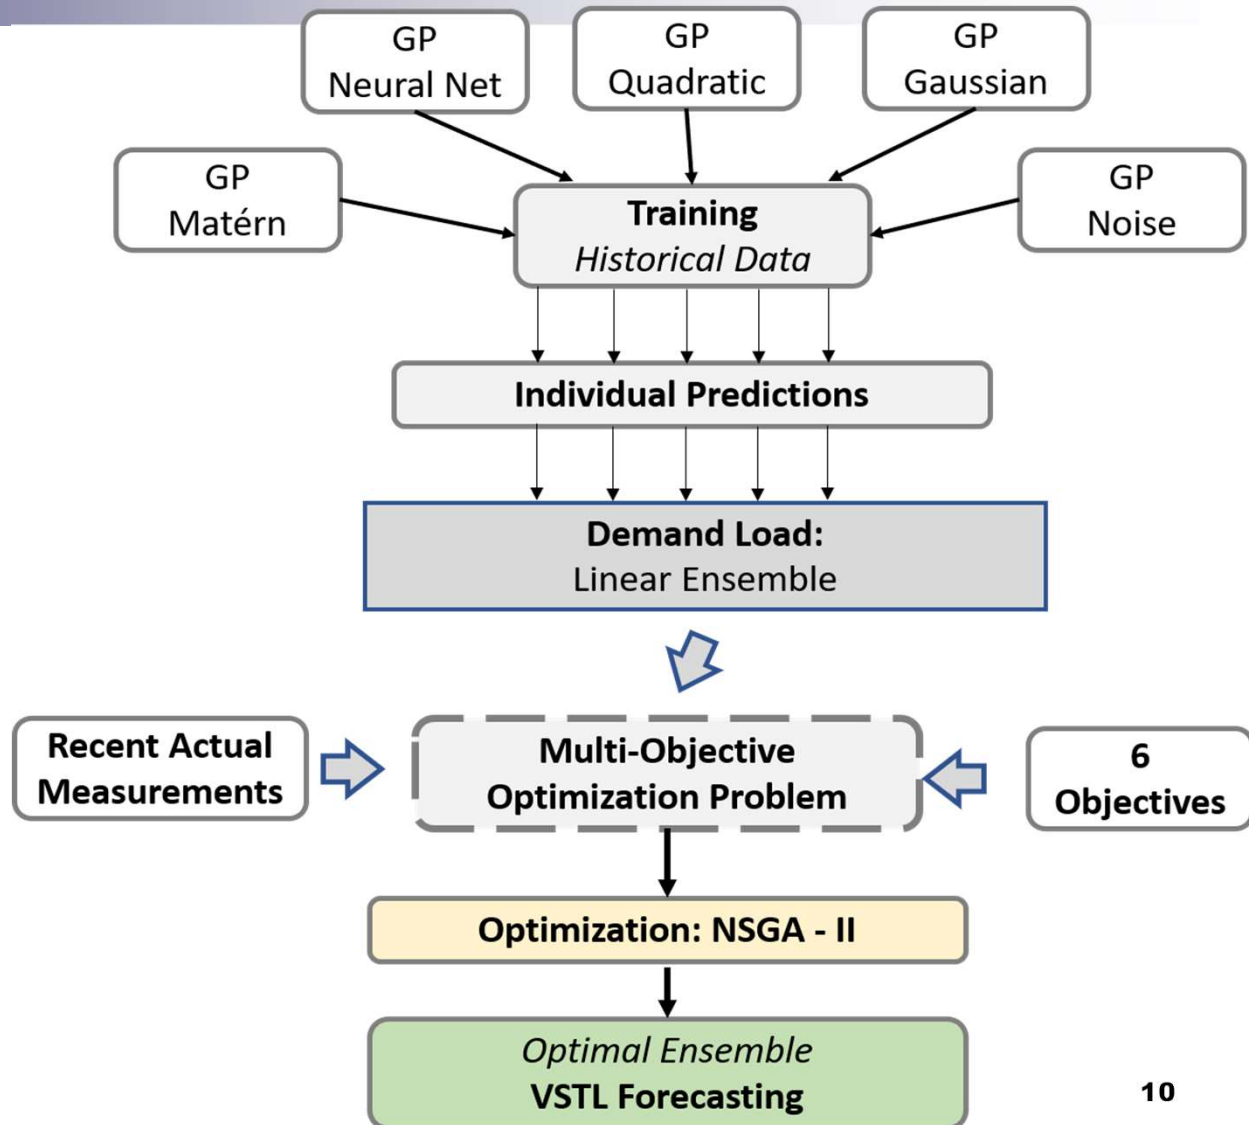 GP
Neural Net
GP
Quadratic
GP
Gaussian
GP
Matérn
GP
Noise
Training
Historical Data
Individual Predictions
Demand Load:
Linear Ensemble
Recent Actual
Measurements
Multi-Objective
Optimization Problem
6
Objectives
Optimization: NSGA - II
Optimal Ensemble
VSTL Forecasting
10